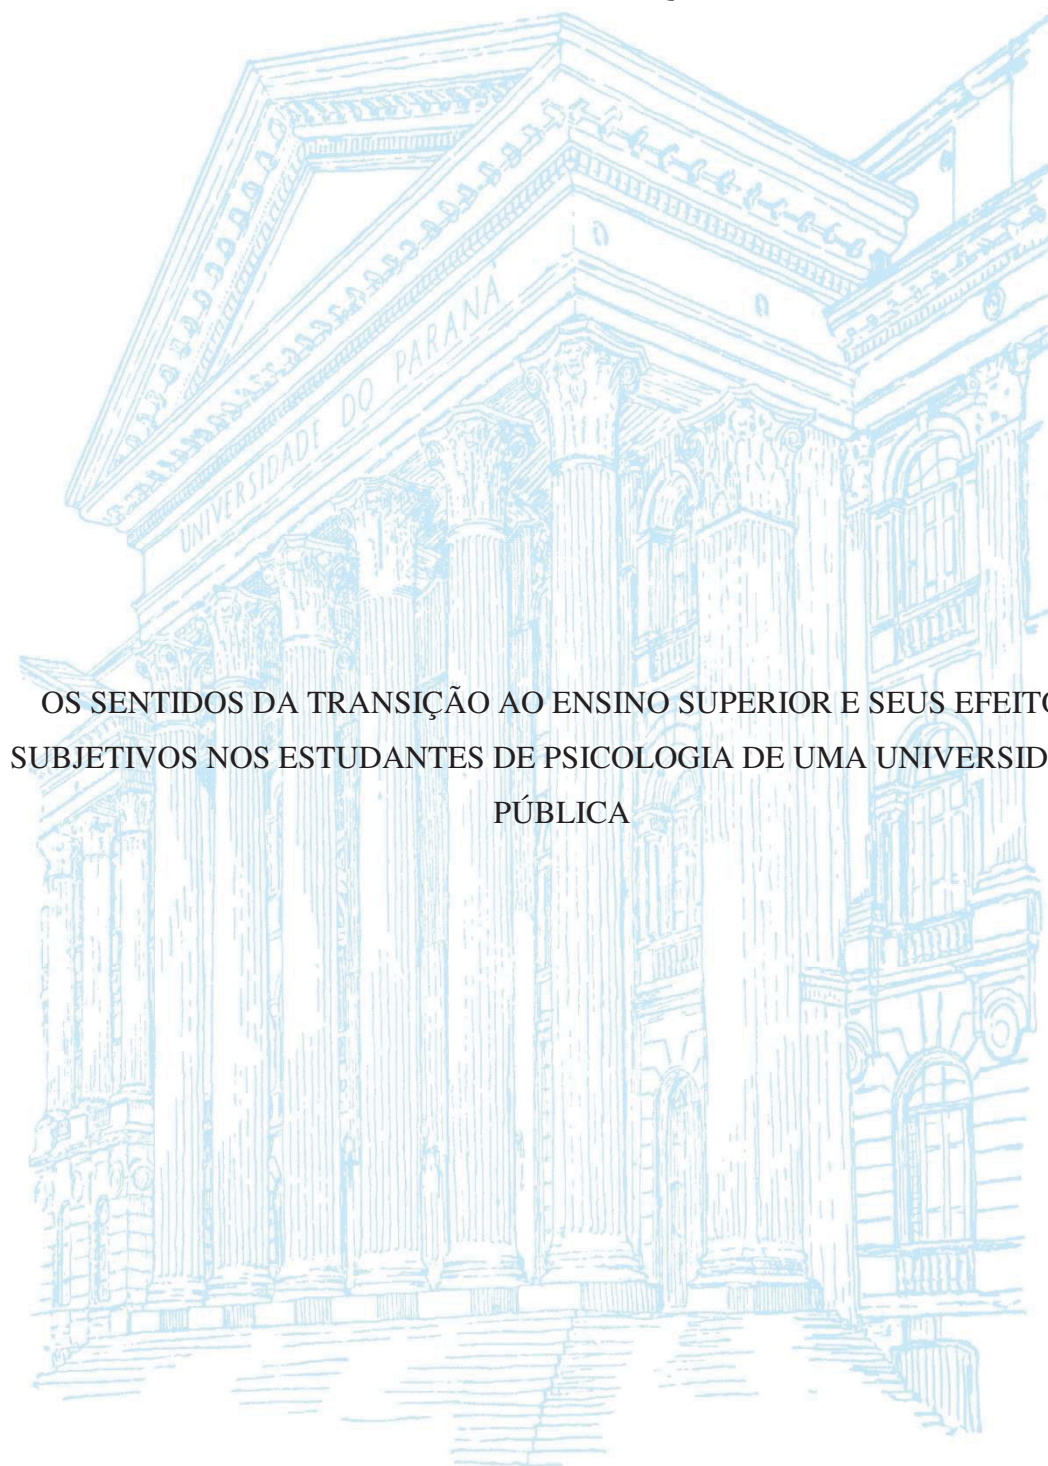 UNIVERSIDADE DO PARANÁ
OS SENTIDOS DA TRANSIÇÃO AO ENSINO SUPERIOR E SEUS EFEITO
SUBJETIVOS NOS ESTUDANTES DE PSICOLOGIA DE UMA UNIVERSID
PÚBLICA